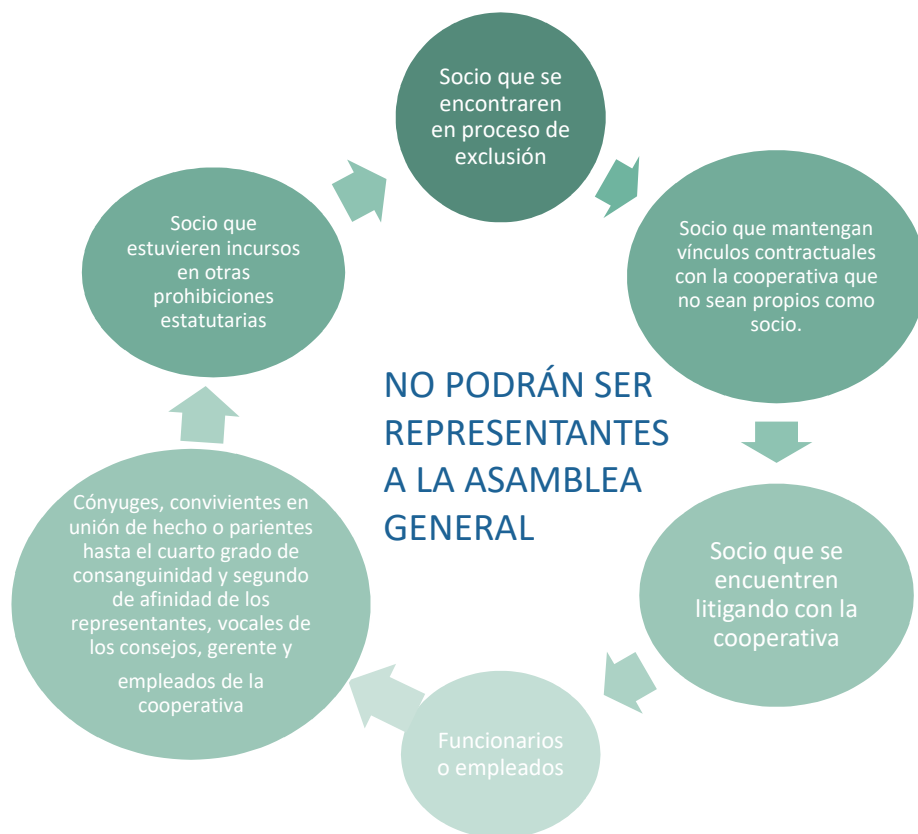 Socio que se
encontraren
en proceso de
exclusión
Socio que mantengan
vínculos contractuales
con la cooperativa que
no sean propios como
socio.
Socio que se
encuentren
litigando con la
cooperativa
Funcionarios
o empleados
Cónyuges, convivientes en
unión de hecho o parientes
hasta el cuarto grado de
consanguinidad y segundo
de afinidad de los
representantes, vocales de
los consejos, gerente y
empleados de la
cooperativa
Socio que
estuvieren incursos
en otras
prohibiciones
estatutarias
NO PODRÁN SER
REPRESENTANTES
A LA ASAMBLEA
GENERAL